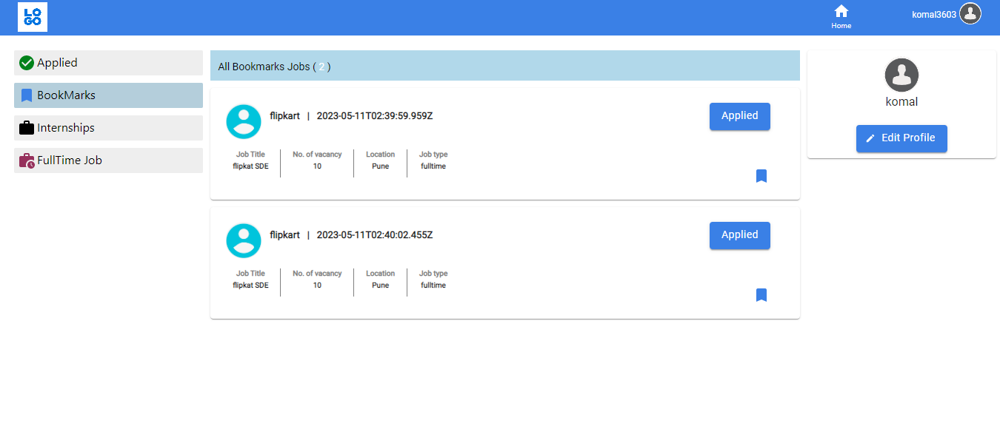 LO
GO
Home
komal3603
Applied
BookMarks
Internships
FullTime Job
All Bookmarks Jobs ( 2 )
flipkart | 2023-05-11T02:39:59.959Z
Applied
Job Title No. of vacancy Location Job type
flipkat SDE 10 Pune fulltime
flipkart | 2023-05-11T02:40:02.455Z
Applied
Job Title No. of vacancy Location Job type
flipkat SDE 10 Pune fulltime
komal
Edit Profile